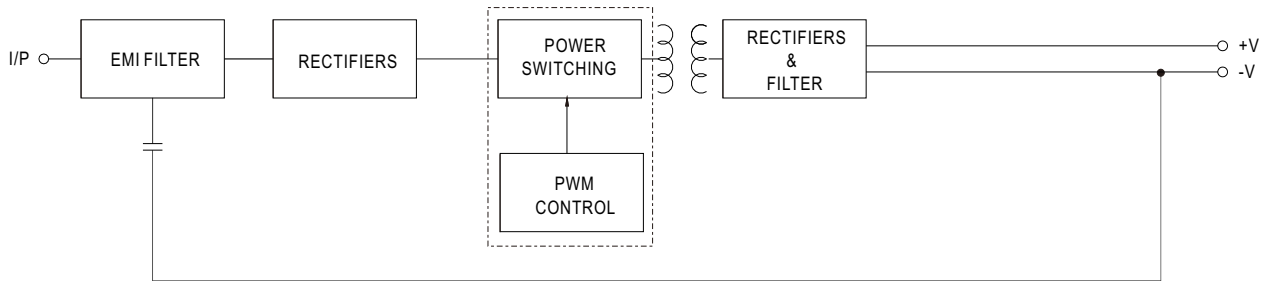 I/P
EMI FILTER
RECTIFIERS
POWER
SWITCHING
RECTIFIERS
&
FILTER
+V
-V
PWM
CONTROL